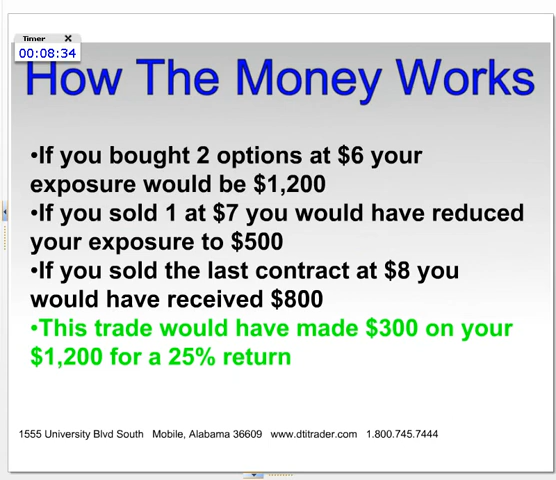 Timer
00:08:34
How The Money Works
•If you bought 2 options at $6 your
exposure would be $1,200
•If you sold 1 at $7 you would have reduced
your exposure to $500
•If you sold the last contract at $8 you
would have received $800
•This trade would have made $300 on your
$1,200 for a 25% return
1555 University Blvd South Mobile, Alabama 36609 www.dtitrader.com 1.800.745.7444